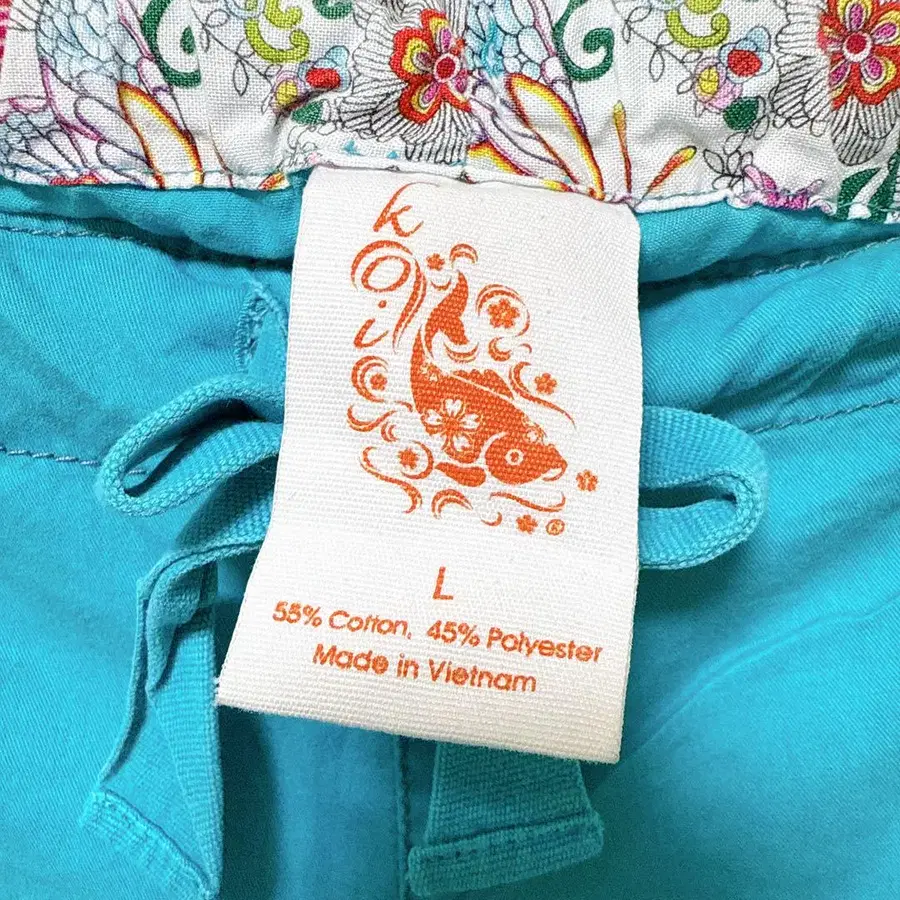 koi
®
L
55% Cotton, 45% Polyester
Made in Vietnam